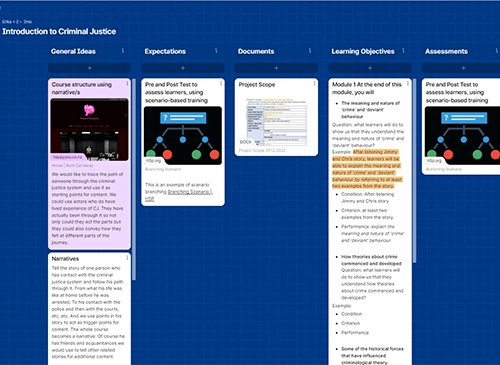 Erika + 2 • 2mo
Introduction to Criminal Justice
General Ideas
Course structure using
narrative/s
happyou.co.nz
Home | Rob Caraway
We would like to trace the path of
someone through the criminal
justice system and use it as
starting points for content. We
could use actors who do have
lived experience of CJ. They have
actually been through it so not
only could they act the parts but
they could also convey how they
felt at different parts of the
journey.
Narratives
Tell the story of one person who
has contact with the criminal
justice system and follow his path
through it. From what his life was
like at home before he was
arrested. To his contact with the
police and then with the courts,
etc, etc. And we use points in his
story to act as trigger points for
content. The whole course
becomes a narrative. Of course he
has friends and acquaintances we
would use to tell other related
stories for additional content
Expectations
Pre and Post Test to
assess learners, using
scenario-based training
h5p.org
Branching Scenario
This is an example of scenario
branching Branching Scenario |
H5P
Documents
Project Scope
DOCX
Learning Objectives
Module 1 At the end of this
module, you will
• The meaning and nature of
'crime' and 'deviant'
behaviour
Question: what learners will do to
show us that they understand the
meaning and nature of 'crime' and
'deviant' behaviour?
Example: After listening Jimmy
and Chris story, learners will be
able to explain the meaning and
nature of 'crime' and 'deviant'
behaviour by referring to at least
two examples from the story.
• Condition: After listening
Jimmy and Chris story
• Criterion: at least two
examples from the story.
• Performance: explain the
meaning and nature of
'crime' and 'deviant' behaviour
• How theories about crime
commenced and developed
Question: what learners will
do to show us that they
understand how theories
about crime commenced and
developed?
Example:
• Condition
• Criterion
• Performance
• Some of the historical
forces that have
influenced criminological
Assessments
Pre and Post Test to
assess learners, using
scenario-based training
h5p.org
Branching Scenario